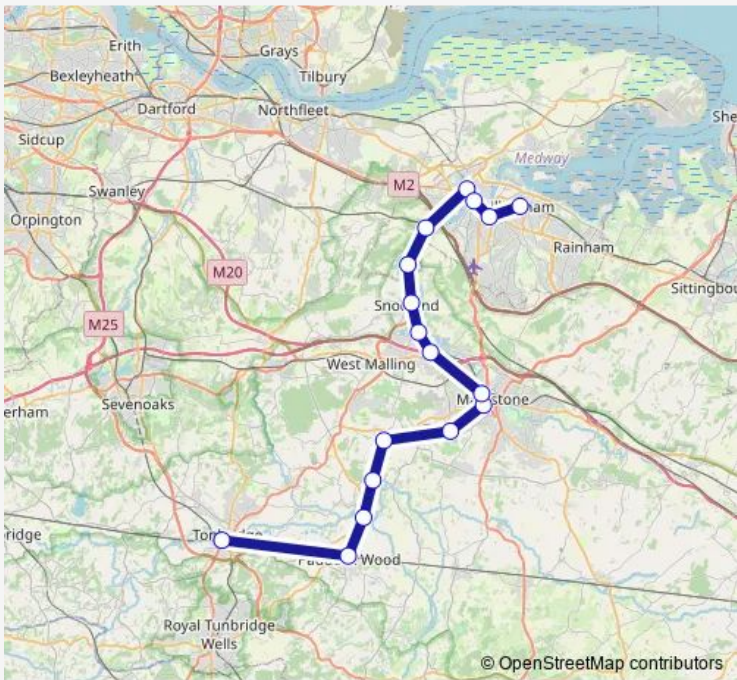 Erith
Grays
Bexleyheath
Tilbury
Dartford
Northfleet
Sidcup
She
Medway
M2
Swanley
Orpington
Rainham
M20
Sittingbou
M25
West Malling
Sevenoaks
erham
ridge
Wood
Royal Tunbridge
Wells
© OpenStreetMap contributors